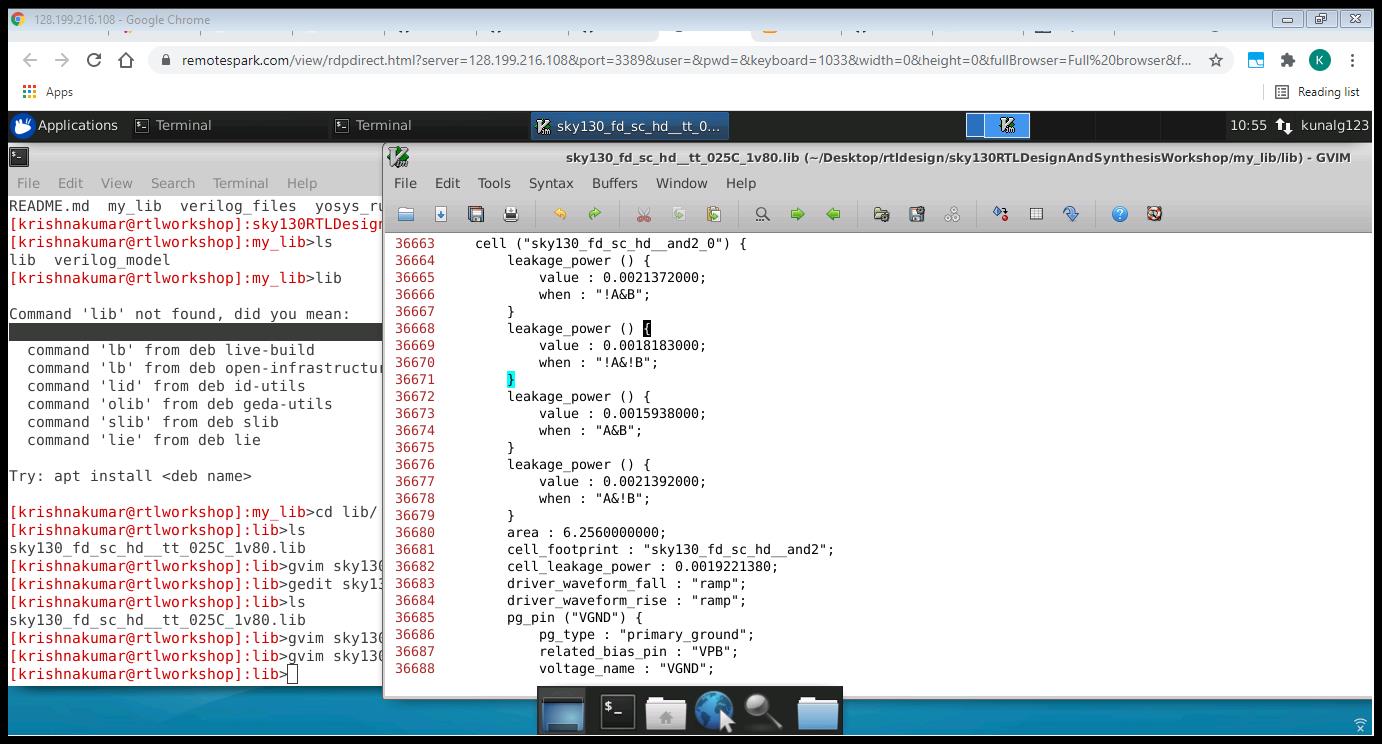 128.199.216.108 - Google Chrome
remotespark.com/view/rdpdirect.html?server=128.199.216.108&port=3389&user=&pwd=&keyboard=1033&width=0&height=0&fullBrowser=Full%20browser&f...
K
Apps
Reading list
Applications
Terminal
Terminal
sky130_fd_sc_hd__tt_0...
10:55
kunalg123
File Edit View Search Terminal Help
README.md my_lib verilog_files yosys_ru
[krishnakumar@rtlworkshop]:sky130RTLDesign
[krishnakumar@rtlworkshop]:my_lib>ls
lib verilog_model
[krishnakumar@rtlworkshop]:my_lib>lib
Command 'lib' not found, did you mean:
command 'lb' from deb live-build
command 'lb' from deb open-infrastructur
command 'lid' from deb id-utils
command 'olib' from deb geda-utils
command 'slib' from deb slib
command 'lie' from deb lie
Try: apt install <deb name>
[krishnakumar@rtlworkshop]:my_lib>cd lib/
[krishnakumar@rtlworkshop]:lib>ls
sky130_fd_sc_hd__tt_025C_1v80.lib
[krishnakumar@rtlworkshop]:lib>gvim sky130
[krishnakumar@rtlworkshop]:lib>gedit sky13
[krishnakumar@rtlworkshop]:lib>ls
sky130_fd_sc_hd__tt_025C_1v80.lib
[krishnakumar@rtlworkshop]:lib>gvim sky130
[krishnakumar@rtlworkshop]:lib>gvim sky130
[krishnakumar@rtlworkshop]:lib>
sky130_fd_sc_hd__tt_025C_1v80.lib (~/Desktop/rtldesign/sky130RTLDesignAndSynthesisWorkshop/my_lib/lib) - GVIM
File Edit Tools Syntax Buffers Window Help
36663 cell ("sky130_fd_sc_hd__and2_0") {
36664 leakage_power () {
36665 value : 0.0021372000;
36666 when : "!A&B";
36667 }
36668 leakage_power () {
36669 value : 0.0018183000;
36670 when : "!A&!B";
36671 }
36672 leakage_power () {
36673 value : 0.0015938000;
36674 when : "A&B";
36675 }
36676 leakage_power () {
36677 value : 0.0021392000;
36678 when : "A&!B";
36679 }
36680 area : 6.2560000000;
36681 cell_footprint : "sky130_fd_sc_hd__and2";
36682 cell_leakage_power : 0.0019221380;
36683 driver_waveform_fall : "ramp";
36684 driver_waveform_rise : "ramp";
36685 pg_pin ("VGND") {
36686 pg_type : "primary_ground";
36687 related_bias_pin : "VPB";
36688 voltage_name : "VGND";